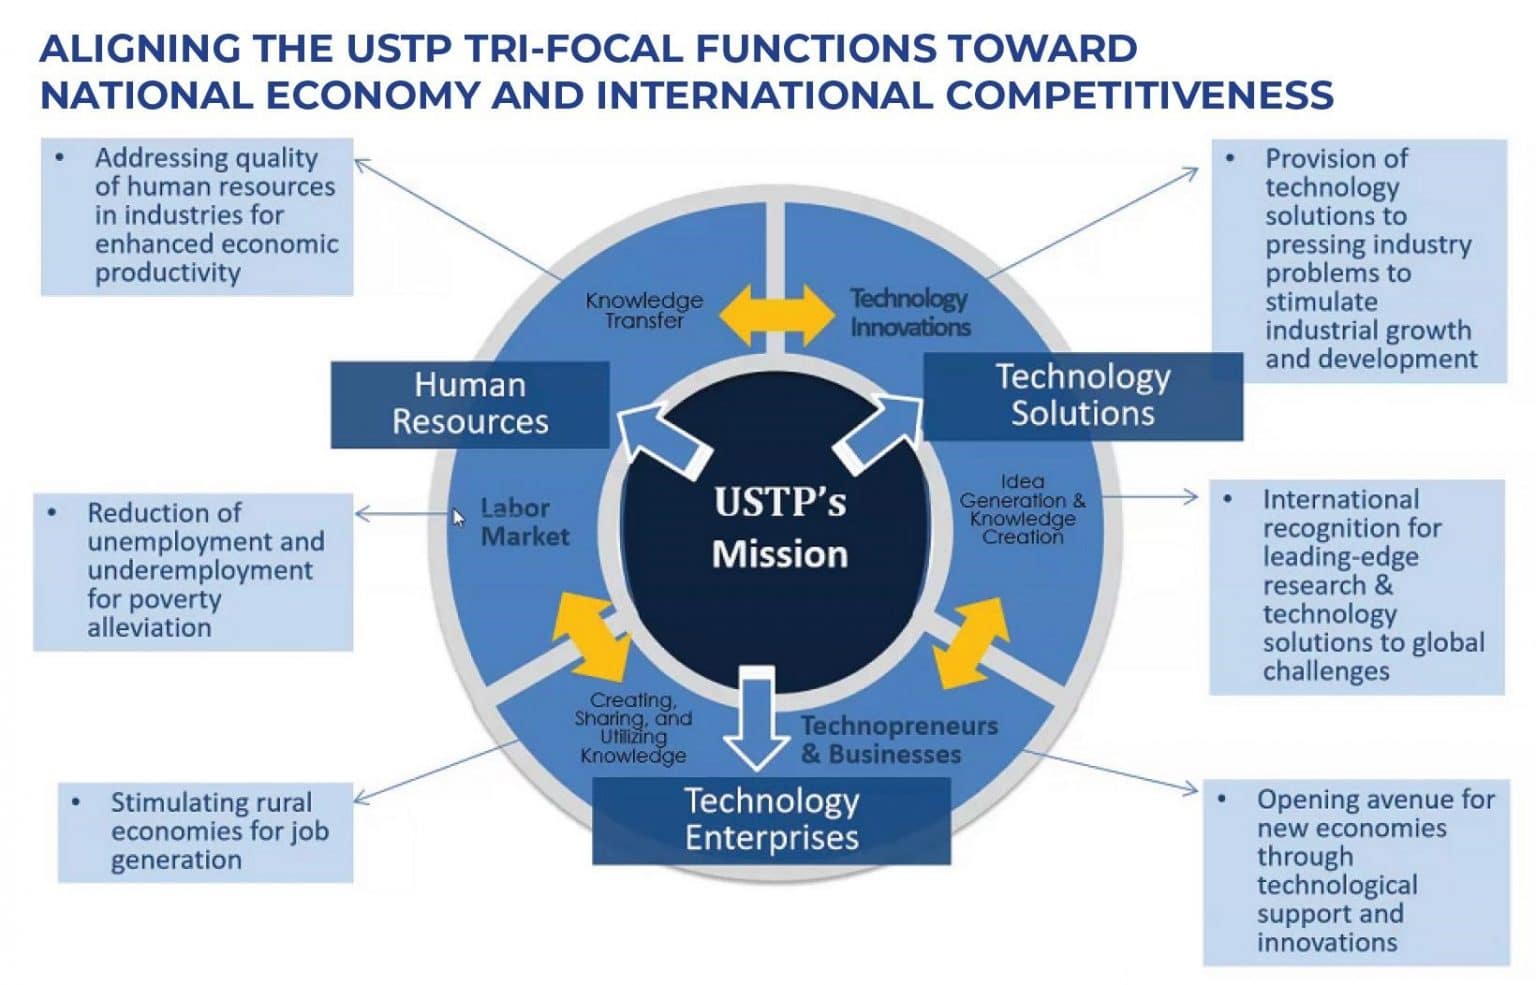 ALIGNING THE USTP TRI-FOCAL FUNCTIONS TOWARD
NATIONAL ECONOMY AND INTERNATIONAL COMPETITIVENESS
• Addressing quality
of human resources
in industries for
enhanced economic
productivity
• Provision of
technology
solutions to
pressing industry
problems to
stimulate
industrial growth
and development
Knowledge
Transfer
Technology
Innovations
Human
Resources
Technology
Solutions
• Reduction of
unemployment and
underemployment
for poverty
alleviation
Labor
Market
USTP's
Mission
Idea
Generation &
Knowledge
Creation
• International
recognition for
leading-edge
research &
technology
solutions to global
challenges
Creating,
Sharing, and
Utilizing
Knowledge
Technopreneurs
& Businesses
Technology
Enterprises
• Stimulating rural
economies for job
generation
• Opening avenue for
new economies
through
technological
support and
innovations